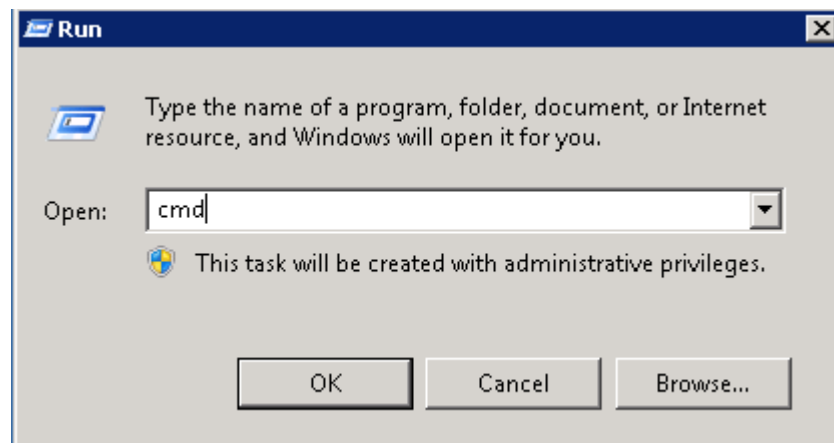 Run
Type the name of a program, folder, document, or Internet
resource, and Windows will open it for you.
Open:
cmd
This task will be created with administrative privileges.
OK
Cancel
Browse...